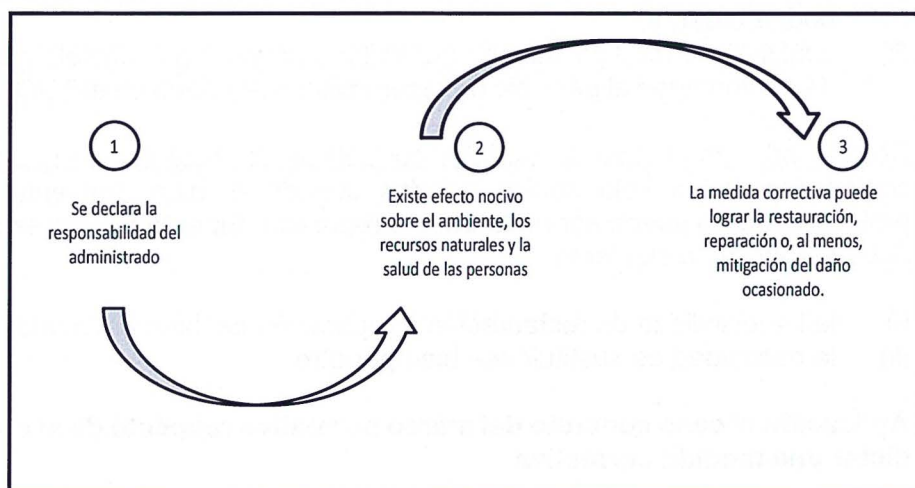 1
Se declara la
responsabilidad del
administrado
2
Existe efecto nocivo
sobre el ambiente, los
recursos naturales y la
salud de las personas
3
La medida correctiva puede
lograr la restauración,
reparación o, al menos,
mitigación del daño
ocasionado.